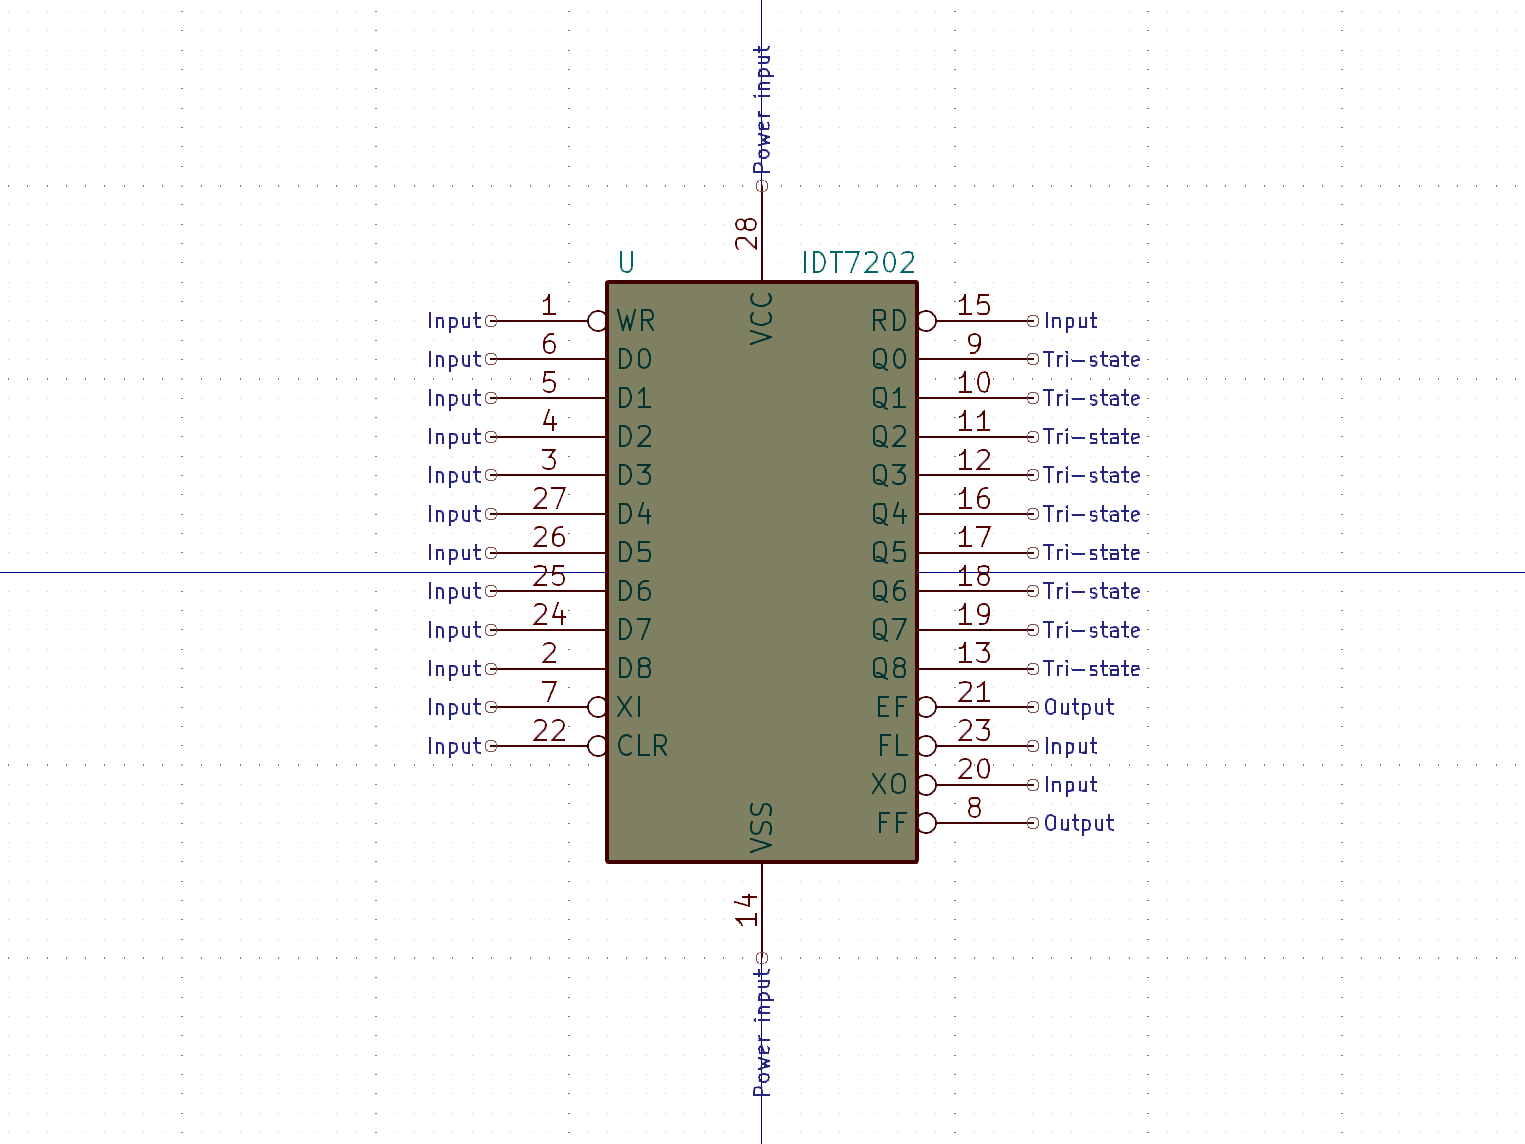 Power input
28
U IDT7202
VCC
Input 1 WR RD 15 Input
Input 6 D0 Q0 9 Tri-state
Input 5 D1 Q1 10 Tri-state
Input 4 D2 Q2 11 Tri-state
Input 3 D3 Q3 12 Tri-state
Input 27 D4 Q4 16 Tri-state
Input 26 D5 Q5 17 Tri-state
Input 25 D6 Q6 18 Tri-state
Input 24 D7 Q7 19 Tri-state
Input 2 D8 Q8 13 Tri-state
Input 7 XI EF 21 Output
Input 22 CLR FL 23 Input
XO 20 Input
FF 8 Output
VSS
14
Power input